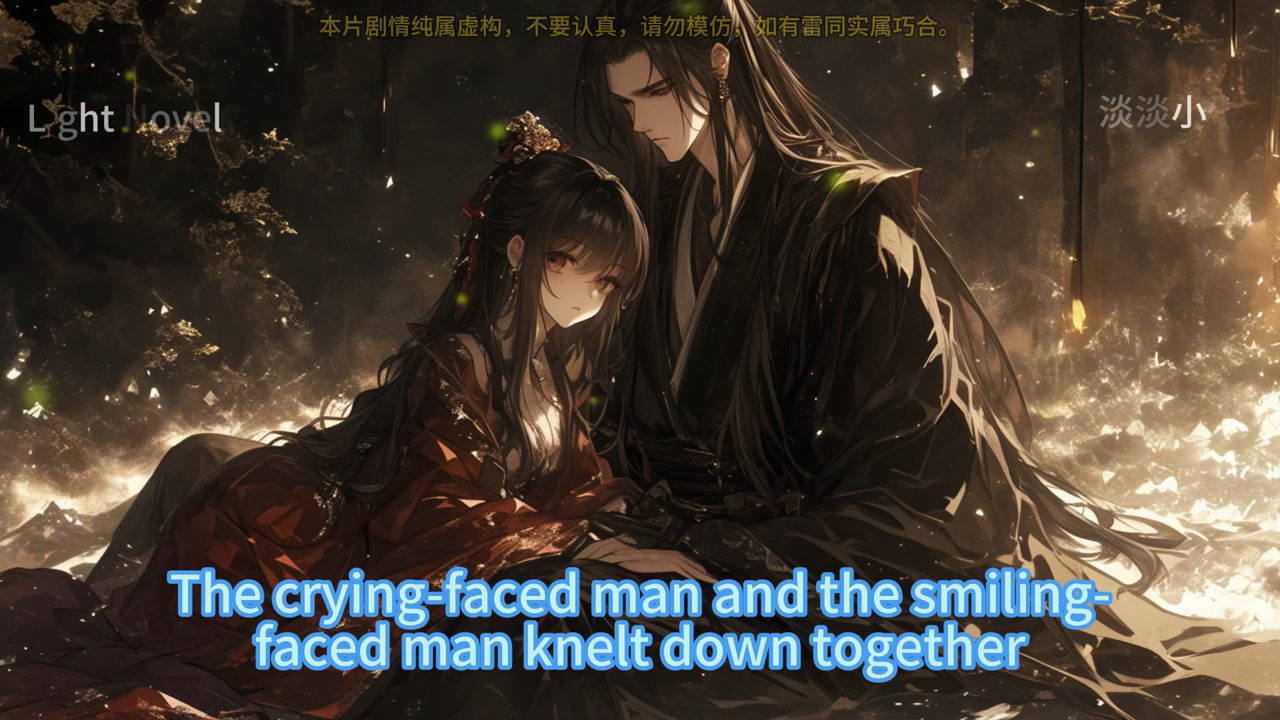 本片剧情纯属虚构，不要认真，请勿模仿，如有雷同实属巧合。
Light Novel
淡淡小
The crying-faced man and the smiling-
faced man knelt down together